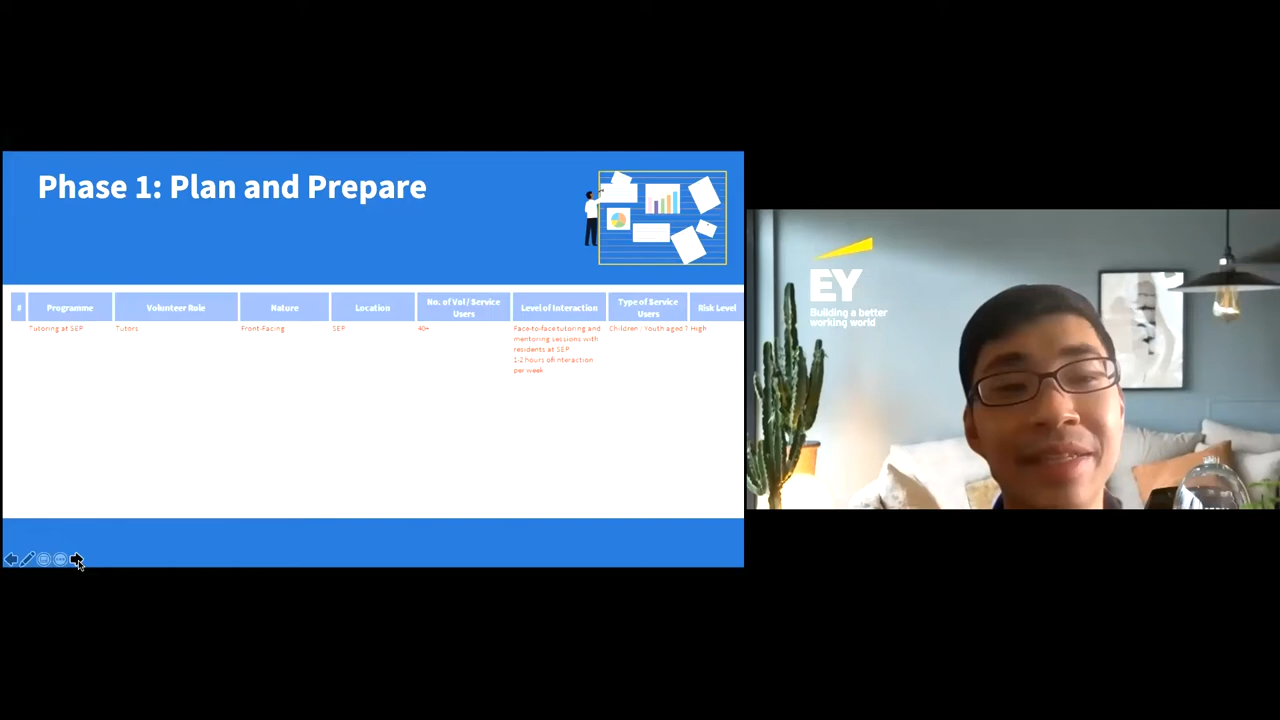 Phase 1: Plan and Prepare
# Programme Volunteer Role Nature Location No. of Vol / Service Users Level of Interaction Type of Service Users Risk Level
Tutoring at SEP Tutors Front-Facing SEP 40+ Face-to-face tutoring and Children : Youth aged 7 High
mentoring sessions with
residents at SEP
1-2 hours of interaction
per week
EY
Building a better
working world